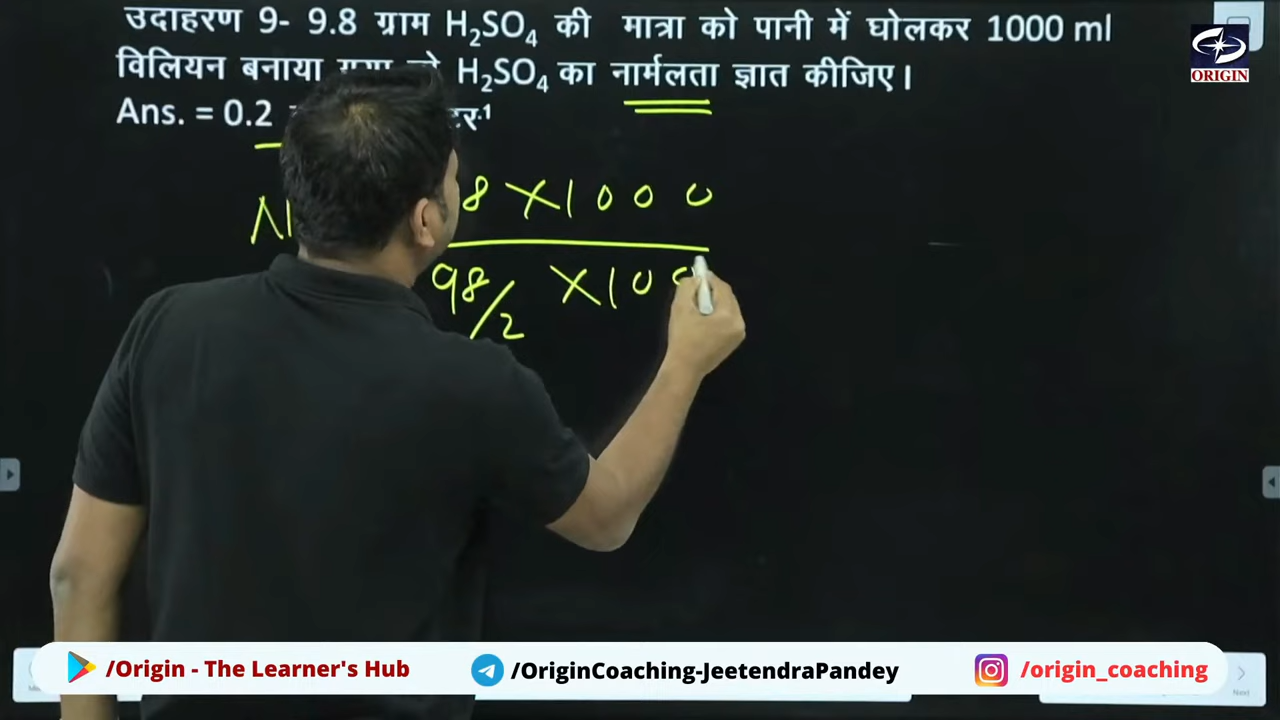 उदाहरण 9- 9.8 ग्राम H₂SO₄ की मात्रा को पानी में घोलकर 1000 ml
ORIGIN
विलियन बनाया H₂SO₄ का नार्मलता ज्ञात कीजिए।
Ans. = 0.2
N
8 × 1000
98/2 × 10
/Origin - The Learner's Hub
/OriginCoaching-JeetendraPandey
/origin_coaching
Next